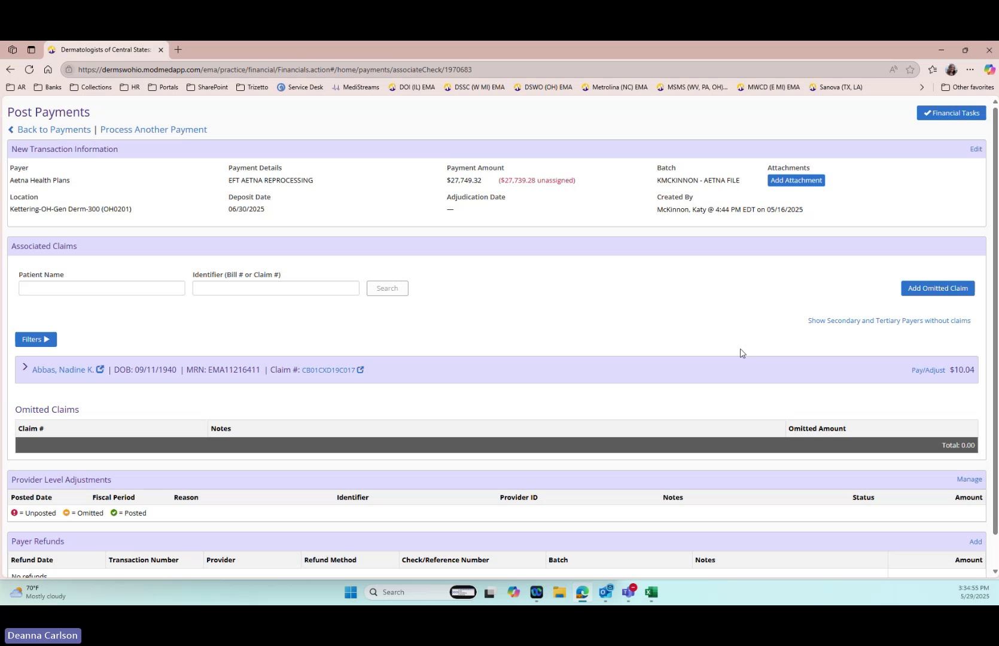 Dermatologists of Central States:
https://dermswohio.modmedapp.com/ema/practice/financial/Financials.action#/home/payments/associateCheck/1970683
AR Banks Collections HR Portals SharePoint Trizetto Service Desk MediStreams DOI (IL) EMA DSSC (W MI) EMA DSWO (OH) EMA Metrolina (NC) EMA MSMS (WV, PA, OH)... MWCD (E MI) EMA Sanova (TX, LA) Other favorites
Post Payments
Financial Tasks
Back to Payments | Process Another Payment
New Transaction Information Edit
Payer Payment Details Payment Amount Batch Attachments
Aetna Health Plans EFT AETNA REPROCESSING $27,749.32 ($27,739.28 unassigned) KMCKINNON - AETNA FILE Add Attachment
Location Deposit Date Adjudication Date Created By
Kettering-OH-Gen Derm-300 (OH0201) 06/30/2025 — McKinnon, Katy @ 4:44 PM EDT on 05/16/2025
Associated Claims
Patient Name Identifier (Bill # or Claim #)
Search Add Omitted Claim
Show Secondary and Tertiary Payers without claims
Filters
Abbas, Nadine K. | DOB: 09/11/1940 | MRN: EMA11216411 | Claim #: CB01CXD19C017 Pay/Adjust $10.04
Omitted Claims
Claim # Notes Omitted Amount
Total: 0.00
Provider Level Adjustments Manage
Posted Date Fiscal Period Reason Identifier Provider ID Notes Status Amount
= Unposted = Omitted = Posted
Payer Refunds Add
Refund Date Transaction Number Provider Refund Method Check/Reference Number Batch Notes Amount
No refunds
70°F
Mostly cloudy
Search
3:34:55 PM
5/29/2025
Deanna Carlson